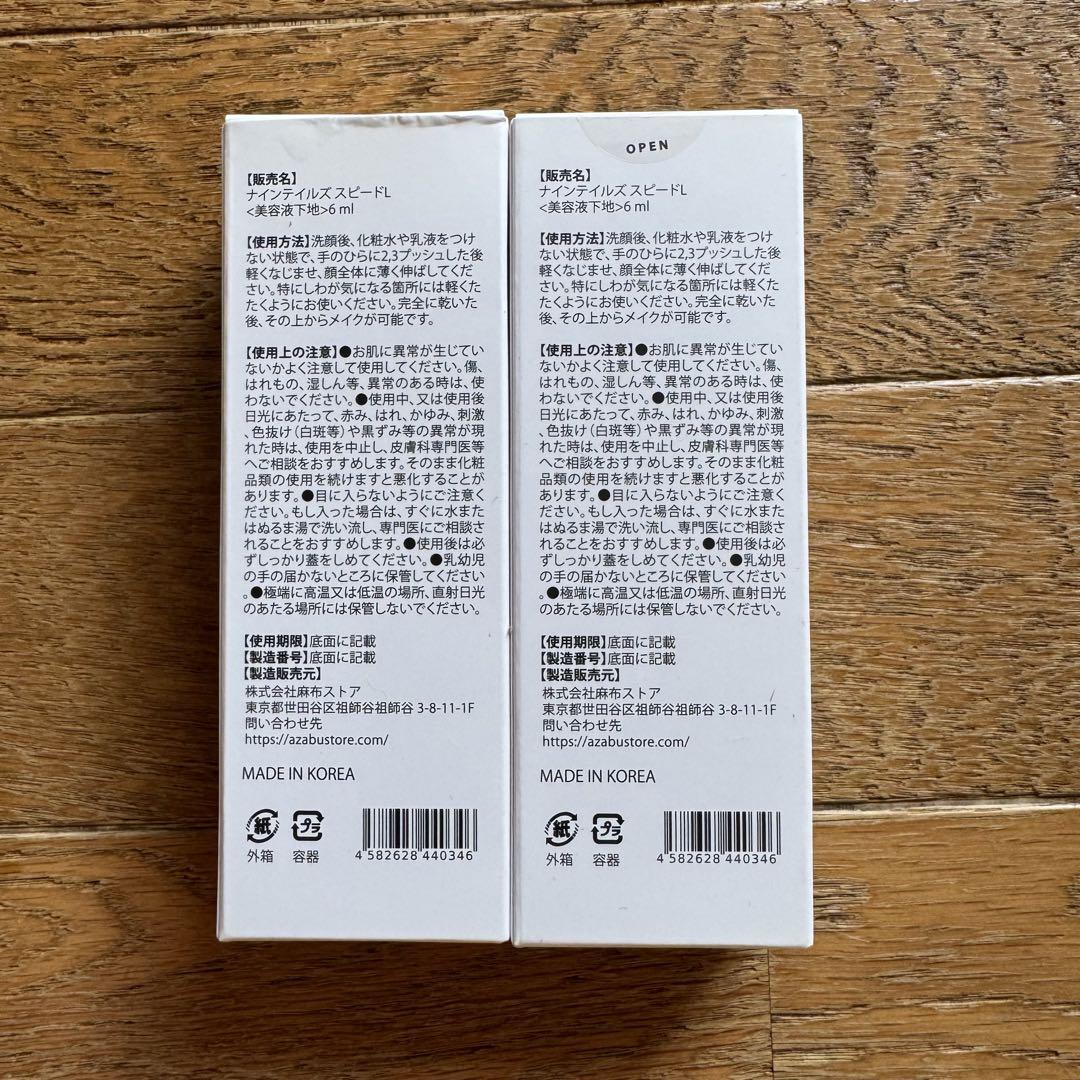 【販売名】
ナインテイルズ スピードL
<美容液下地>6 ml
【使用方法】洗顔後、化粧水や乳液をつけ
ない状態で、手のひらに2,3プッシュした後
軽くなじませ、顔全体に薄く伸ばしてくだ
さい。特にしわが気になる箇所には軽くた
たくようにお使いください。完全に乾いた
後、その上からメイクが可能です。
【使用上の注意】●お肌に異常が生じてい
ないかよく注意して使用してください。傷、
はれもの、湿しん等、異常のある時は、使
わないでください。●使用中、又は使用後
日光にあたって、赤み、はれ、かゆみ、刺激
、色抜け(白斑等)や黒ずみ等の異常が現
れた時は、使用を中止し、皮膚科専門医等
へご相談をおすすめします。そのまま化粧
品類の使用を続けますと悪化することが
あります。●目に入らないようにご注意く
ださい。もし入った場合は、すぐに水また
はぬるま湯で洗い流し、専門医にご相談さ
れることをおすすめします。●使用後は必
ずしっかり蓋をしめてください。●乳幼児
の手の届かないところに保管してください
。●極端に高温又は低温の場所、直射日光
のあたる場所には保管しないでください。
【使用期限】底面に記載
【製造番号】底面に記載
【製造販売元】
株式会社麻布ストア
東京都世田谷区祖師谷祖師谷 3-8-11-1F
問い合わせ先
https://azabustore.com/
MADE IN KOREA
紙
プラ
外箱
容器
4 582628 440346
OPEN
【販売名】
ナインテイルズ スピードL
<美容液下地>6 ml
【使用方法】洗顔後、化粧水や乳液をつけ
ない状態で、手のひらに2,3プッシュした後
軽くなじませ、顔全体に薄く伸ばしてくだ
さい。特にしわが気になる箇所には軽くた
たくようにお使いください。完全に乾いた
後、その上からメイクが可能です。
【使用上の注意】●お肌に異常が生じてい
ないかよく注意して使用してください。傷、
はれもの、湿しん等、異常のある時は、使
わないでください。●使用中、又は使用後
日光にあたって、赤み、はれ、かゆみ、刺激
、色抜け(白斑等)や黒ずみ等の異常が現
れた時は、使用を中止し、皮膚科専門医等
へご相談をおすすめします。そのまま化粧
品類の使用を続けますと悪化することが
あります。●目に入らないようにご注意く
ださい。もし入った場合は、すぐに水また
はぬるま湯で洗い流し、専門医にご相談さ
れることをおすすめします。●使用後は必
ずしっかり蓋をしめてください。●乳幼児
の手の届かないところに保管してください
。●極端に高温又は低温の場所、直射日光
のあたる場所には保管しないでください。
【使用期限】底面に記載
【製造番号】底面に記載
【製造販売元】
株式会社麻布ストア
東京都世田谷区祖師谷祖師谷 3-8-11-1F
問い合わせ先
https://azabustore.com/
MADE IN KOREA
紙
プラ
外箱
容器
4 582628 440346